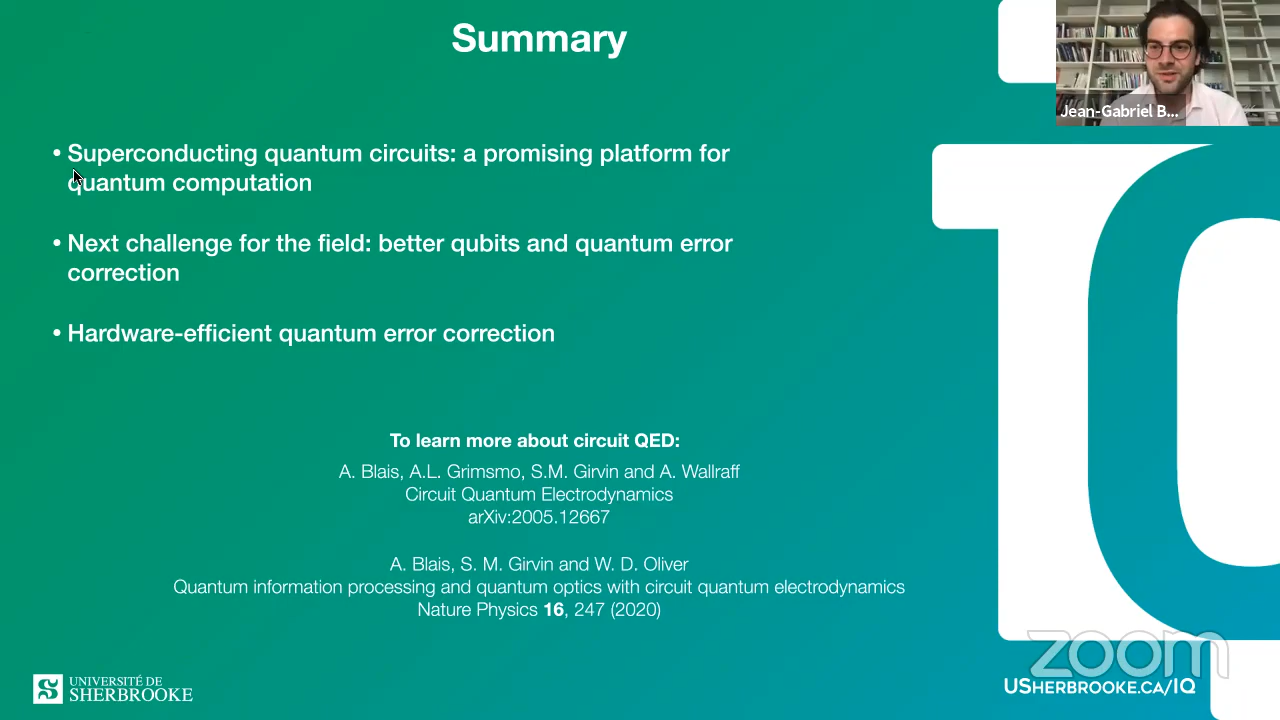 Summary
Jean-Gabriel B...
• Superconducting quantum circuits: a promising platform for
quantum computation
• Next challenge for the field: better qubits and quantum error
correction
• Hardware-efficient quantum error correction
To learn more about circuit QED:
A. Blais, A.L. Grimsmo, S.M. Girvin and A. Wallraff
Circuit Quantum Electrodynamics
arXiv:2005.12667
A. Blais, S. M. Girvin and W. D. Oliver
Quantum information processing and quantum optics with circuit quantum electrodynamics
Nature Physics 16, 247 (2020)
zoom
UNIVERSITÉ DE
SHERBROOKE
USHERBROOKE.CA/IQ